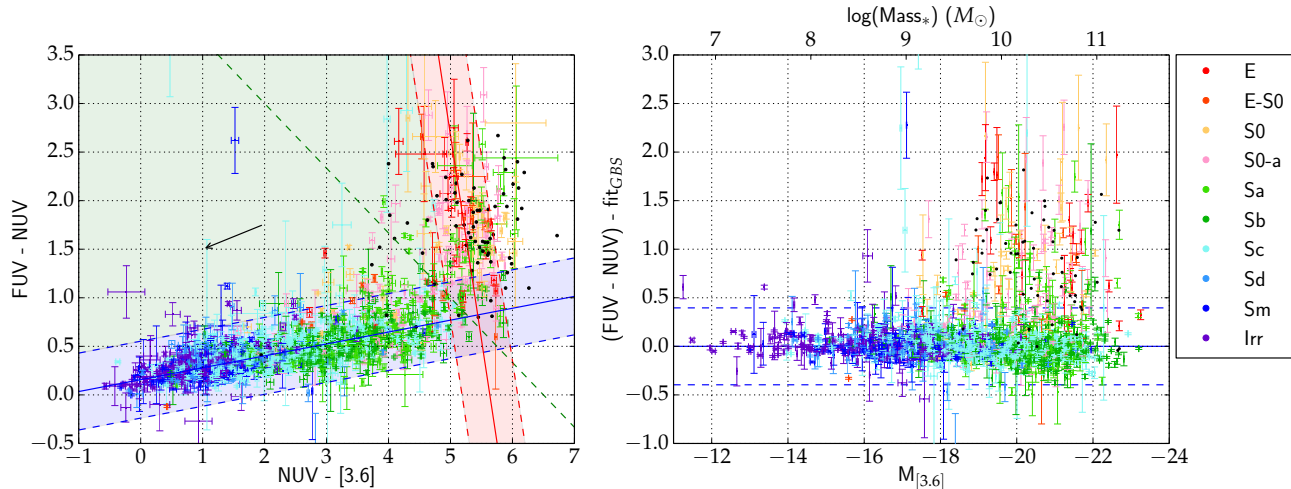 3.5
3.0
2.5
2.0
1.5
1.0
0.5
0.0
−0.5
FUV - NUV
−1 0 1 2 3 4 5 6 7
NUV - [3.6]
log(Mass*) (M⊙)
7 8 9 10 11
3.0
2.5
2.0
1.5
1.0
0.5
0.0
−0.5
−1.0
(FUV - NUV) - fit_GBS
−12 −14 −16 −18 −20 −22 −24
M[3.6]
E
E-S0
S0
S0-a
Sa
Sb
Sc
Sd
Sm
Irr